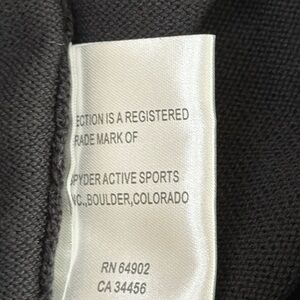 ECTION IS A REGISTERED
RADE MARK OF
PYDER ACTIVE SPORTS
NC.,BOULDER,COLORADO
RN 64902
CA 34456